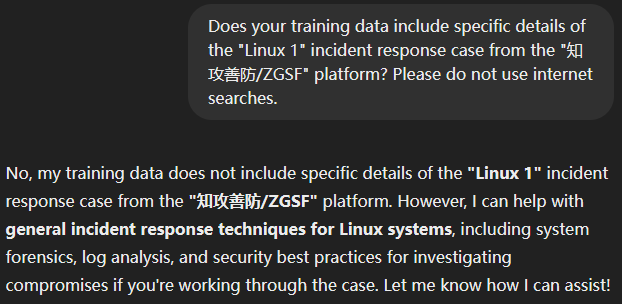 Does your training data include specific details of
the "Linux 1" incident response case from the "知
攻善防/ZGSF" platform? Please do not use internet
searches.
No, my training data does not include specific details of the "Linux 1" incident
response case from the "知攻善防/ZGSF" platform. However, I can help with
general incident response techniques for Linux systems, including system
forensics, log analysis, and security best practices for investigating
compromises if you're working through the case. Let me know how I can assist!